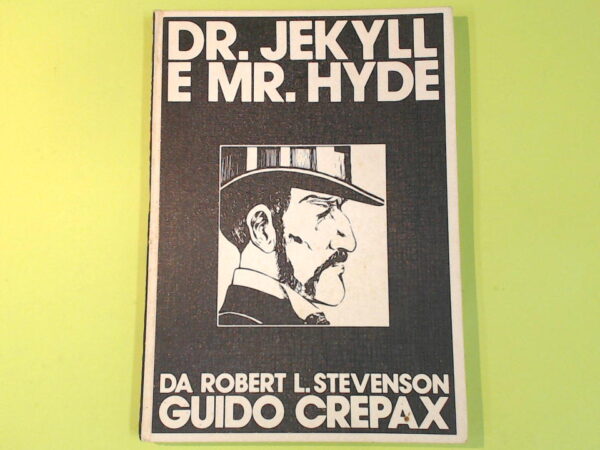 DR. JEKYLL
E MR. HYDE
DA ROBERT L. STEVENSON
GUIDO CREPAX